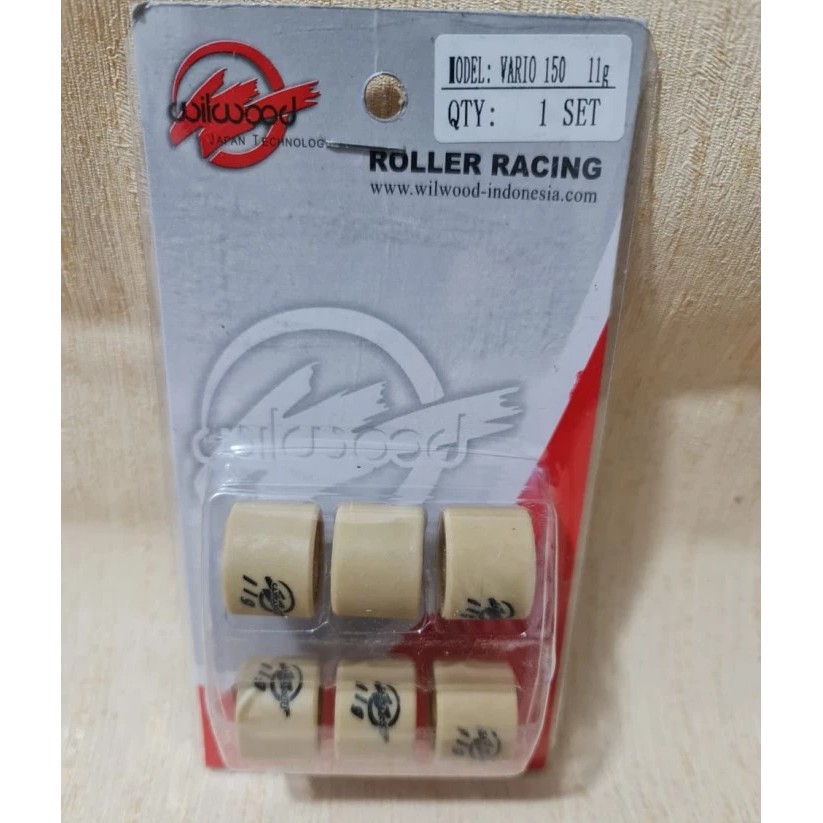 wilwood
JAPAN TECHNOLOG
MODEL: VARIO 150 11g
QTY: 1 SET
ROLLER RACING
www.wilwood-indonesia.com
wilwood
11g
11g
11g
11g
11g